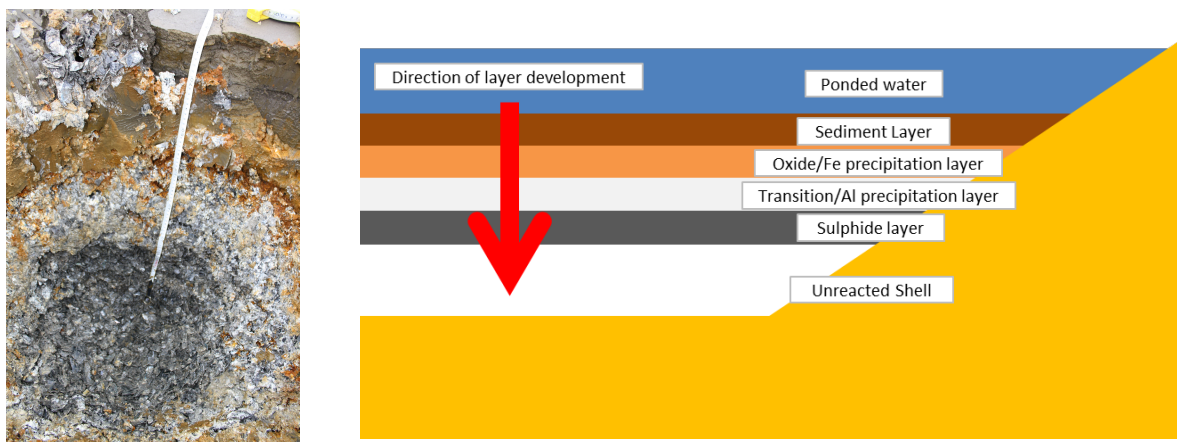 Direction of layer development
Ponded water
Sediment Layer
Oxide/Fe precipitation layer
Transition/Al precipitation layer
Sulphide layer
Unreacted Shell